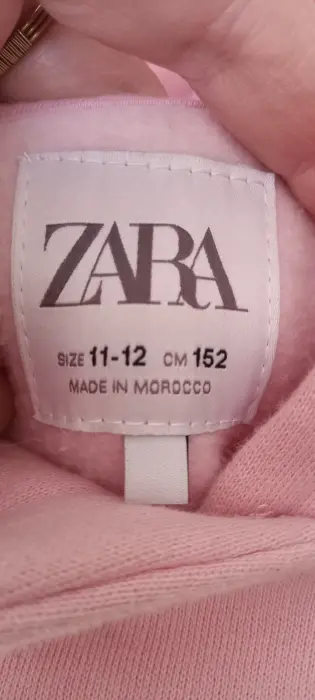 ZARA
SIZE 11-12 CM 152
MADE IN MOROCCO